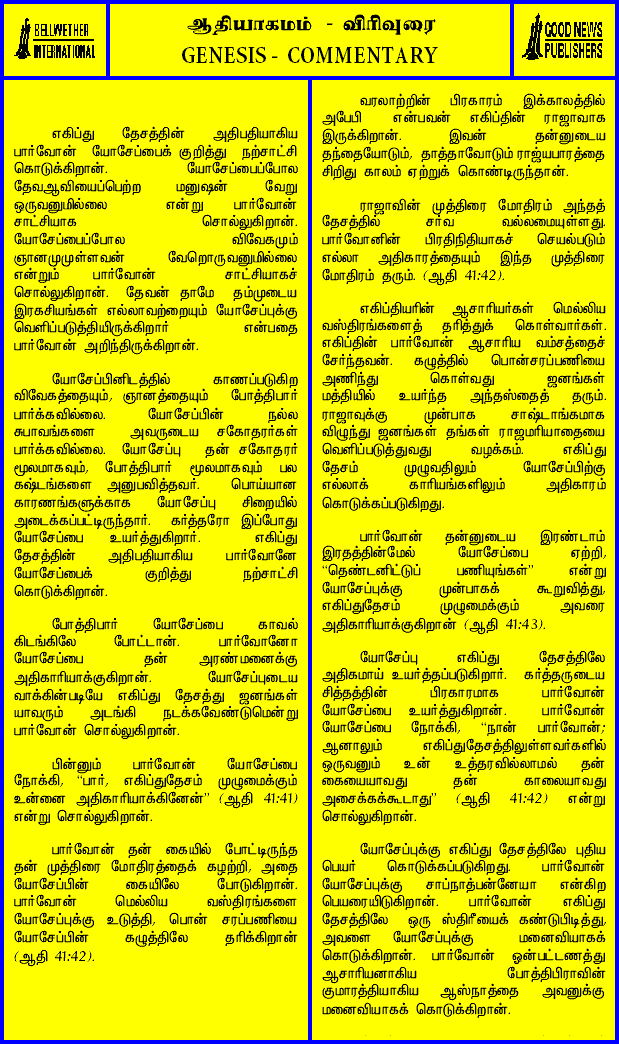 BELLWETHER
INTERNATIONAL
ஆதியாகமம் - விரிவுரை
GENESIS - COMMENTARY
GOOD NEWS
PUBLISHERS
எகிப்து தேசத்தின் அதிபதியாகிய
பார்வோன் யோசேப்பைக் குறித்து நற்சாட்சி
கொடுக்கிறான். யோசேப்பைப்போல
தேவஆவியைப்பெற்ற மனுஷன் வேறு
ஒருவனுமில்லை என்று பார்வோன்
சாட்சியாக சொல்லுகிறான்.
யோசேப்பைப்போல விவேகமும்
ஞானமுமுள்ளவன் வேறொருவனுமில்லை
என்றும் பார்வோன் சாட்சியாகச்
சொல்லுகிறான். தேவன் தாமே தம்முடைய
இரகசியங்கள் எல்லாவற்றையும் யோசேப்புக்கு
வெளிப்படுத்தியிருக்கிறார் என்பதை
பார்வோன் அறிந்திருக்கிறான்.
யோசேப்பினிடத்தில் காணப்படுகிற
விவேகத்தையும், ஞானத்தையும் போத்திபார்
பார்க்கவில்லை. யோசேப்பின் நல்ல
சுபாவங்களை அவருடைய சகோதரர்கள்
பார்க்கவில்லை. யோசேப்பு தன் சகோதரர்
மூலமாகவும், போத்திபார் மூலமாகவும் பல
கஷ்டங்களை அனுபவித்தவர். பொய்யான
காரணங்களுக்காக யோசேப்பு சிறையில்
அடைக்கப்பட்டிருந்தார். கர்த்தரோ இப்போது
யோசேப்பை உயர்த்துகிறார். எகிப்து
தேசத்தின் அதிபதியாகிய பார்வோனே
யோசேப்பைக் குறித்து நற்சாட்சி
கொடுக்கிறான்.
போத்திபார் யோசேப்பை காவல்
கிடங்கிலே போட்டான். பார்வோனோ
யோசேப்பை தன் அரண்மனைக்கு
அதிகாரியாக்குகிறான். யோசேப்புடைய
வாக்கின்படியே எகிப்து தேசத்து ஜனங்கள்
யாவரும் அடங்கி நடக்கவேண்டுமென்று
பார்வோன் சொல்லுகிறான்.
பின்னும் பார்வோன் யோசேப்பை
நோக்கி, "பார், எகிப்துதேசம் முழுமைக்கும்
உன்னை அதிகாரியாக்கினேன்" (ஆதி 41:41)
என்று சொல்லுகிறான்.
பார்வோன் தன் கையில் போட்டிருந்த
தன் முத்திரை மோதிரத்தைக் கழற்றி, அதை
யோசேப்பின் கையிலே போடுகிறான்.
பார்வோன் மெல்லிய வஸ்திரங்களை
யோசேப்புக்கு உடுத்தி, பொன் சரப்பணியை
யோசேப்பின் கழுத்திலே தரிக்கிறான்
(ஆதி 41:42).
வரலாற்றின் பிரகாரம் இக்காலத்தில்
அபேபி என்பவன் எகிப்தின் ராஜாவாக
இருக்கிறான். இவன் தன்னுடைய
தந்தையோடும், தாத்தாவோடும் ராஜ்யபாரத்தை
சிறிது காலம் ஏற்றுக் கொண்டிருந்தான்.
ராஜாவின் முத்திரை மோதிரம் அந்தத்
தேசத்தில் சர்வ வல்லமையுள்ளது.
பார்வோனின் பிரதிநிதியாகச் செயல்படும்
எல்லா அதிகாரத்தையும் இந்த முத்திரை
மோதிரம் தரும். (ஆதி 41:42).
எகிப்தியரின் ஆசாரியர்கள் மெல்லிய
வஸ்திரங்களைத் தரித்துக் கொள்வார்கள்.
எகிப்தின் பார்வோன் ஆசாரிய வம்சத்தைச்
சேர்ந்தவன். கழுத்தில் பொன்சரப்பணியை
அணிந்து கொள்வது ஜனங்கள்
மத்தியில் உயர்ந்த அந்தஸ்தைத் தரும்.
ராஜாவுக்கு முன்பாக சாஷ்டாங்கமாக
விழுந்து ஜனங்கள் தங்கள் ராஜமரியாதையை
வெளிப்படுத்துவது வழக்கம். எகிப்து
தேசம் முழுவதிலும் யோசேப்பிற்கு
எல்லாக் காரியங்களிலும் அதிகாரம்
கொடுக்கப்படுகிறது.
பார்வோன் தன்னுடைய இரண்டாம்
இரதத்தின்மேல் யோசேப்பை ஏற்றி,
"தெண்டனிட்டுப் பணியுங்கள்" என்று
யோசேப்புக்கு முன்பாகக் கூறுவித்து,
எகிப்துதேசம் முழுமைக்கும் அவரை
அதிகாரியாக்குகிறான் (ஆதி 41:43).
யோசேப்பு எகிப்து தேசத்திலே
அதிகமாய் உயர்த்தப்படுகிறார். கர்த்தருடைய
சித்தத்தின் பிரகாரமாக பார்வோன்
யோசேப்பை உயர்த்துகிறான். பார்வோன்
யோசேப்பை நோக்கி, "நான் பார்வோன்;
ஆனாலும் எகிப்துதேசத்திலுள்ளவர்களில்
ஒருவனும் உன் உத்தரவில்லாமல் தன்
கையையாவது தன் காலையாவது
அசைக்கக்கூடாது" (ஆதி 41:42) என்று
சொல்லுகிறான்.
யோசேப்புக்கு எகிப்து தேசத்திலே புதிய
பெயர் கொடுக்கப்படுகிறது. பார்வோன்
யோசேப்புக்கு சாப்நாத்பன்னேயா என்கிற
பெயரையிடுகிறான். பார்வோன் எகிப்து
தேசத்திலே ஒரு ஸ்திரீயைக் கண்டுபிடித்து,
அவளை யோசேப்புக்கு மனைவியாகக்
கொடுக்கிறான். பார்வோன் ஓன்பட்டணத்து
ஆசாரியனாகிய போத்திபிராவின்
குமாரத்தியாகிய ஆஸ்நாத்தை அவனுக்கு
மனைவியாகக் கொடுக்கிறான்.